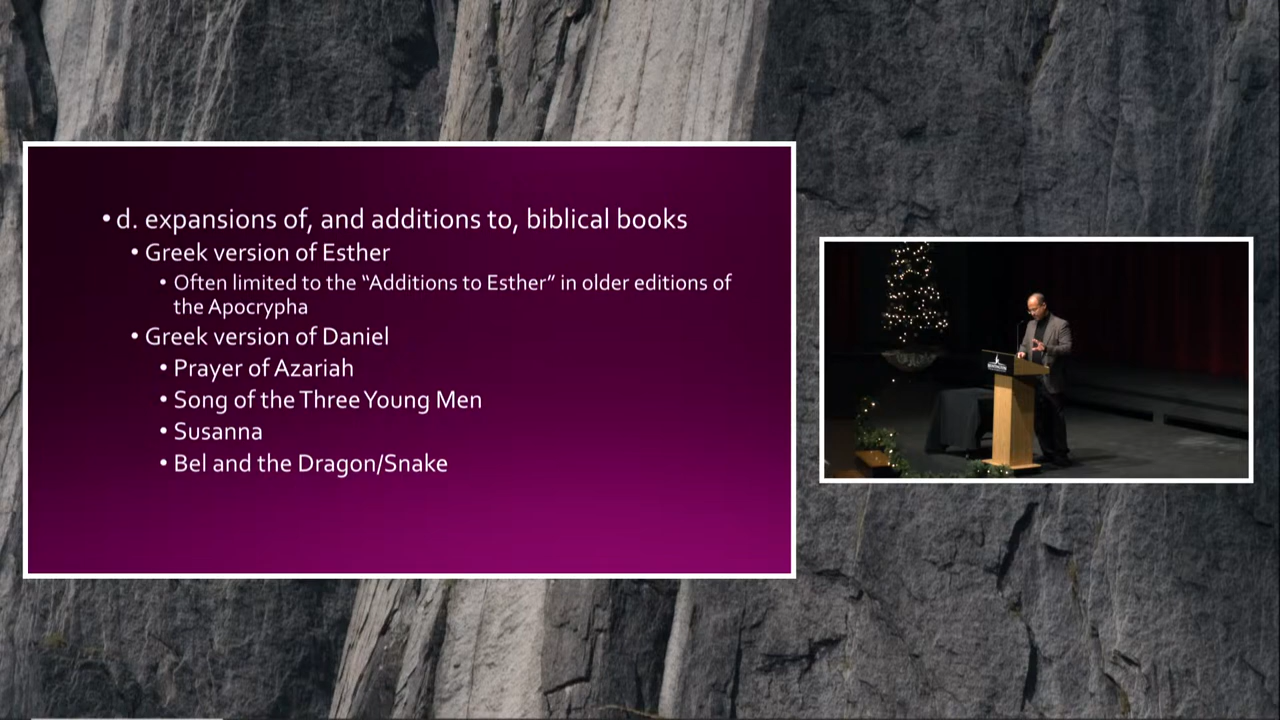 • d. expansions of, and additions to, biblical books
• Greek version of Esther
• Often limited to the “Additions to Esther” in older editions of
the Apocrypha
• Greek version of Daniel
• Prayer of Azariah
• Song of the Three Young Men
• Susanna
• Bel and the Dragon/Snake